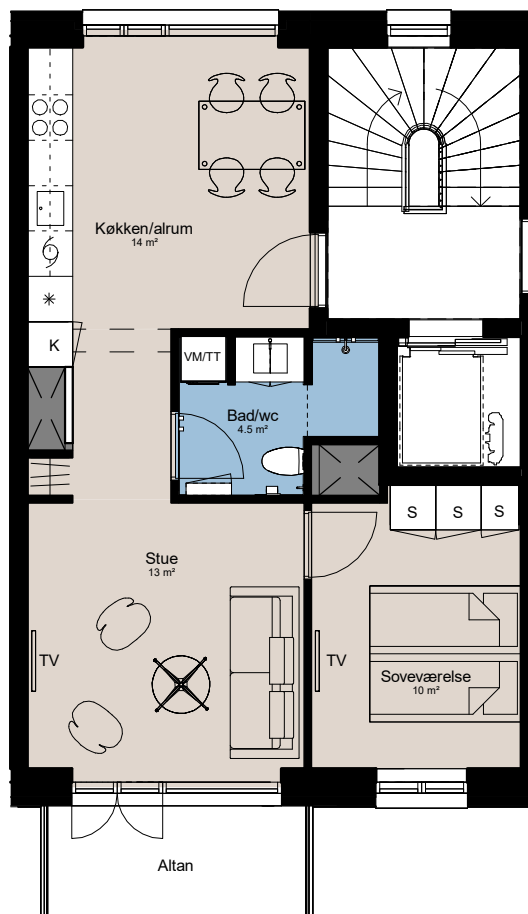 Køkken/alrum
14 m²
K
VM/TT
Bad/wc
4.5 m²
S
S
S
Stue
13 m²
TV
TV
Soveværelse
10 m²
Altan